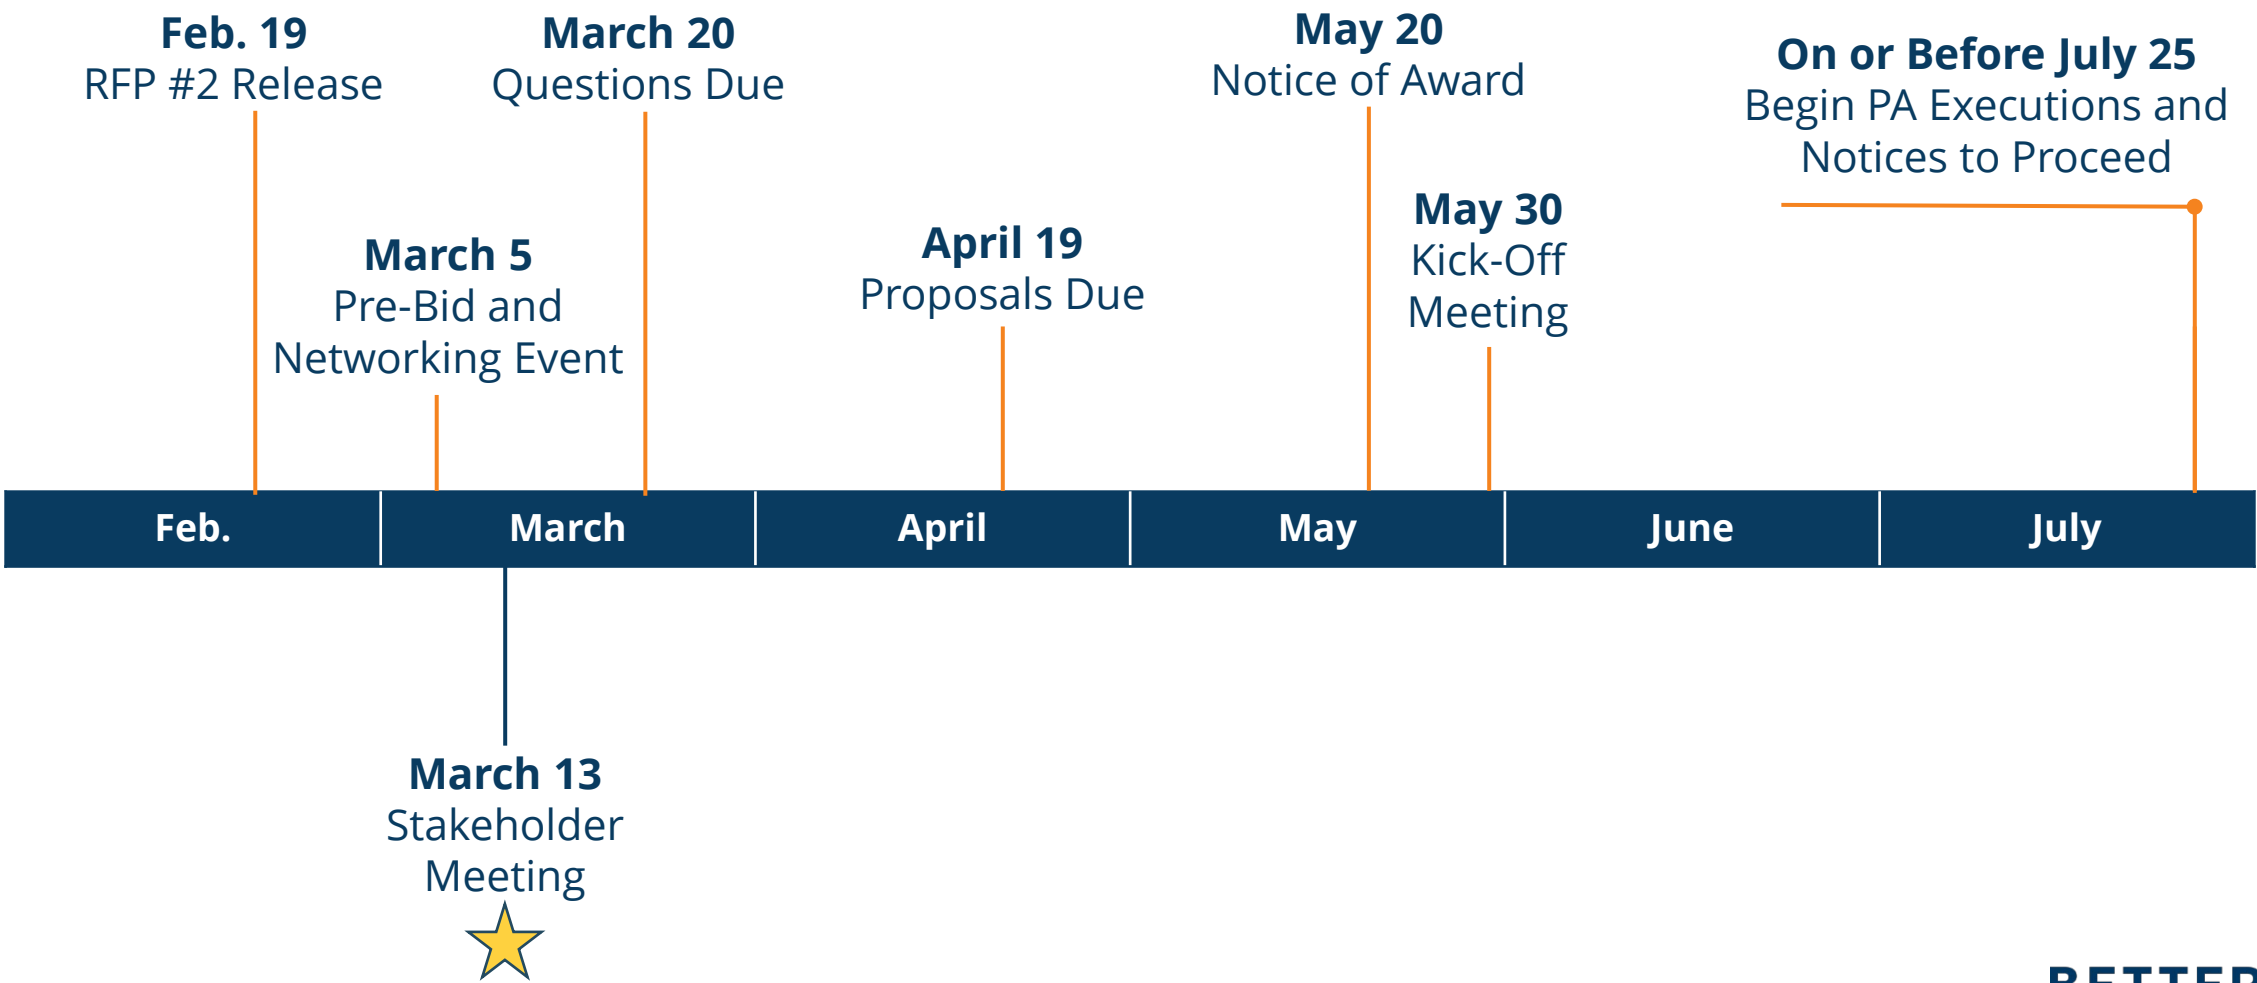 Feb. 19
RFP #2 Release
March 5
Pre-Bid and
Networking Event
March 20
Questions Due
April 19
Proposals Due
May 20
Notice of Award
May 30
Kick-Off
Meeting
On or Before July 25
Begin PA Executions and
Notices to Proceed
Feb.
March
April
May
June
July
March 13
Stakeholder
Meeting